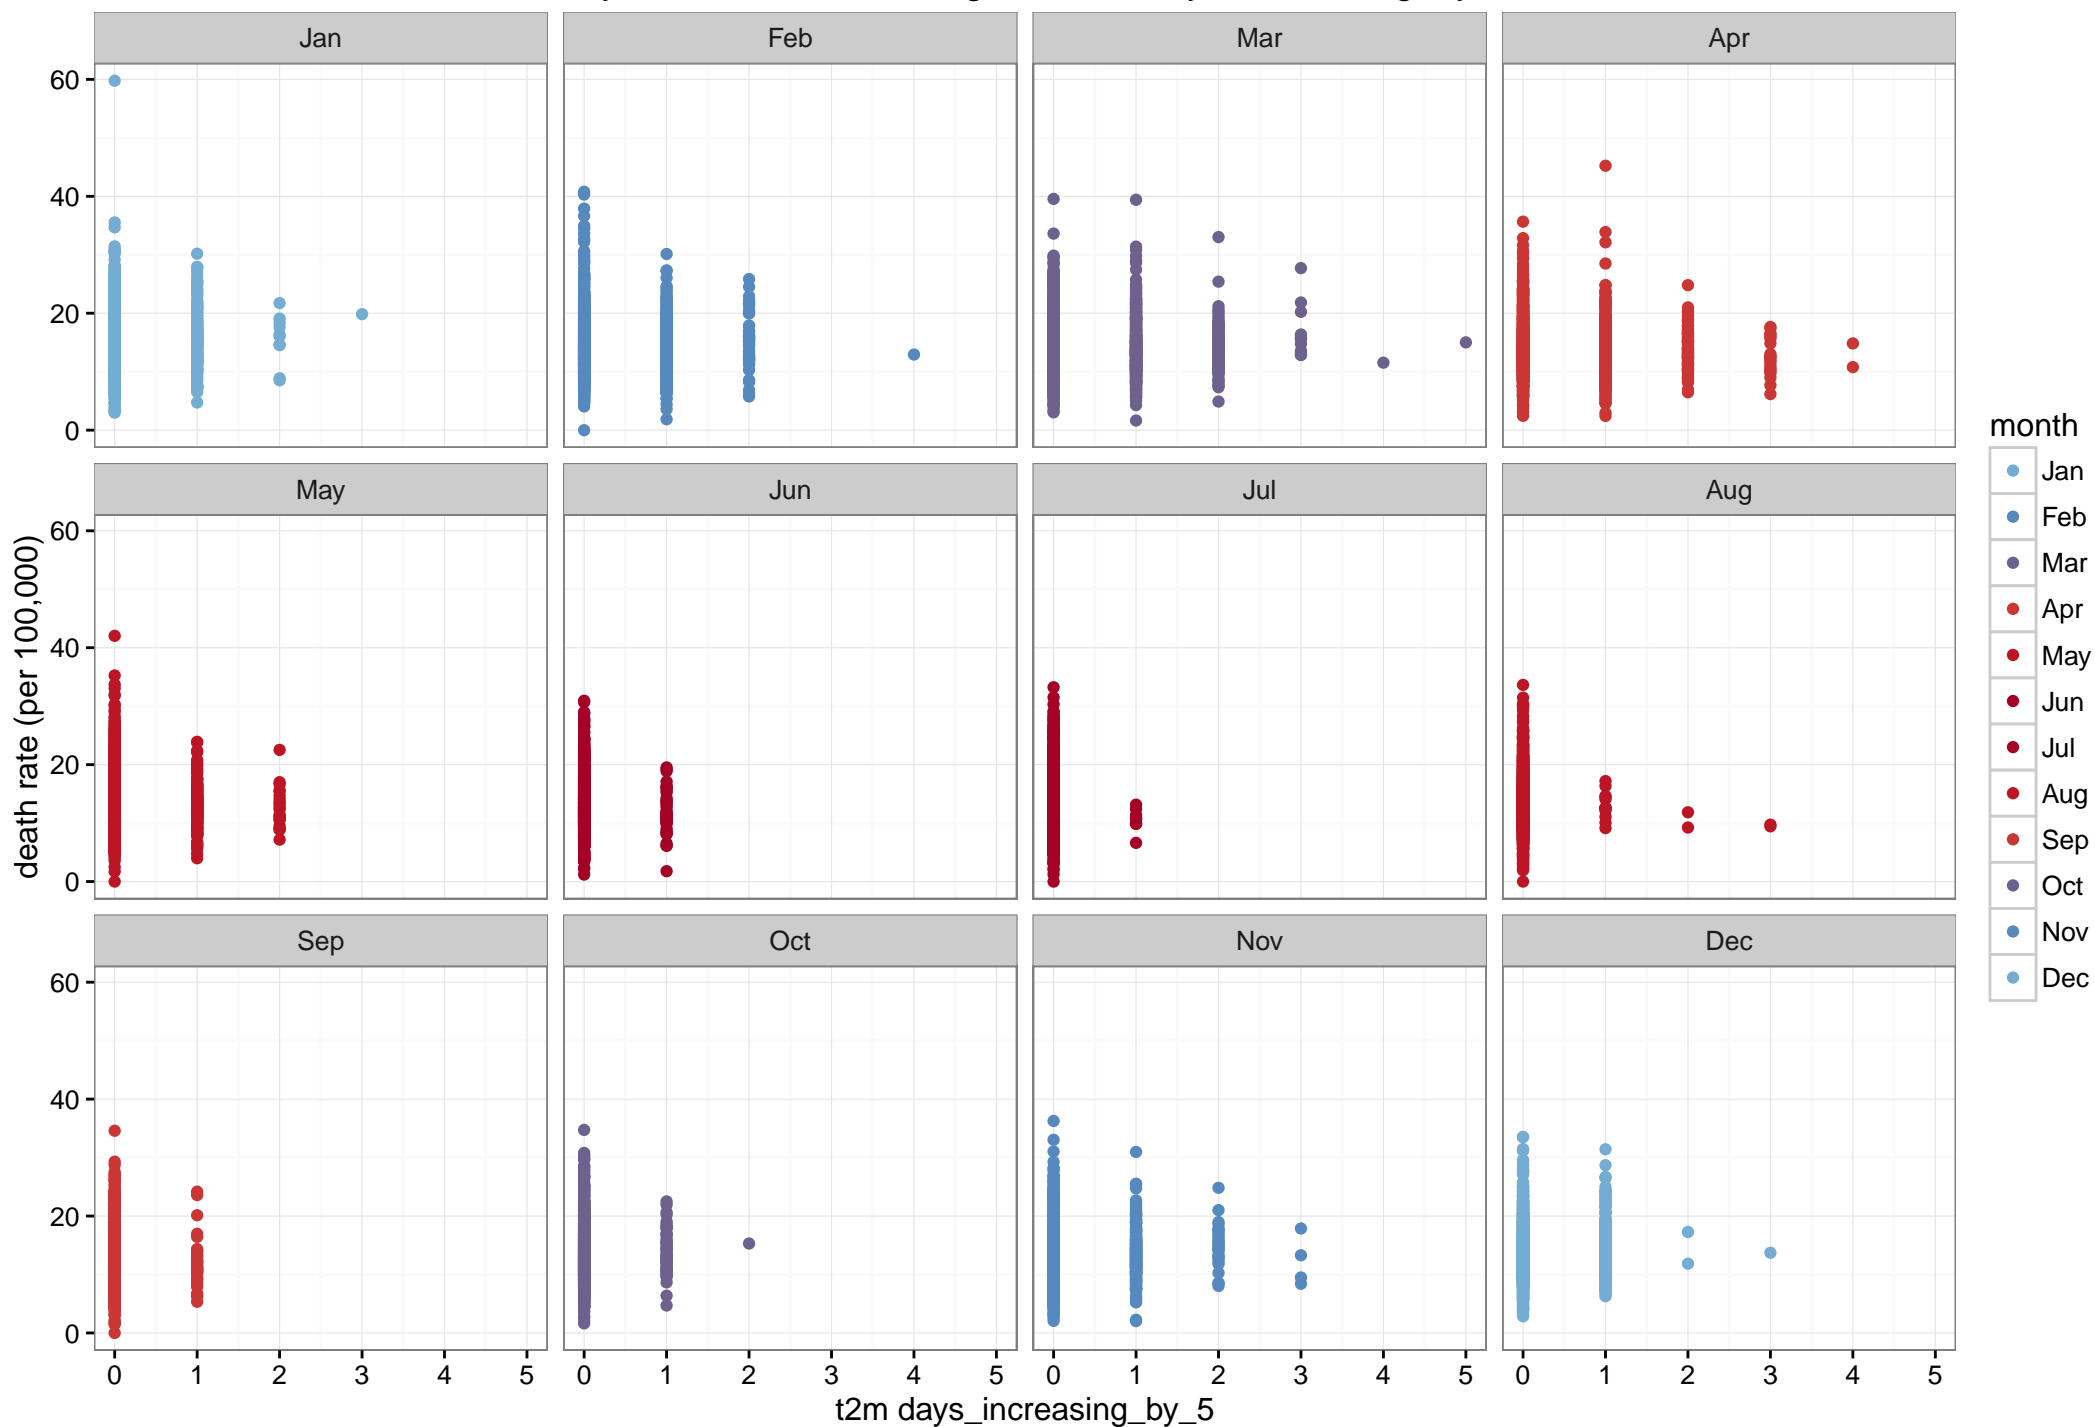 Jan Feb Mar Apr
60
40
20
0
May Jun Jul Aug
60
40
20
0
Sep Oct Nov Dec
60
40
20
0
0 1 2 3 4 5 0 1 2 3 4 5 0 1 2 3 4 5 0 1 2 3 4 5
t2m days_increasing_by_5
death rate (per 100,000)
month
Jan
Feb
Mar
Apr
May
Jun
Jul
Aug
Sep
Oct
Nov
Dec